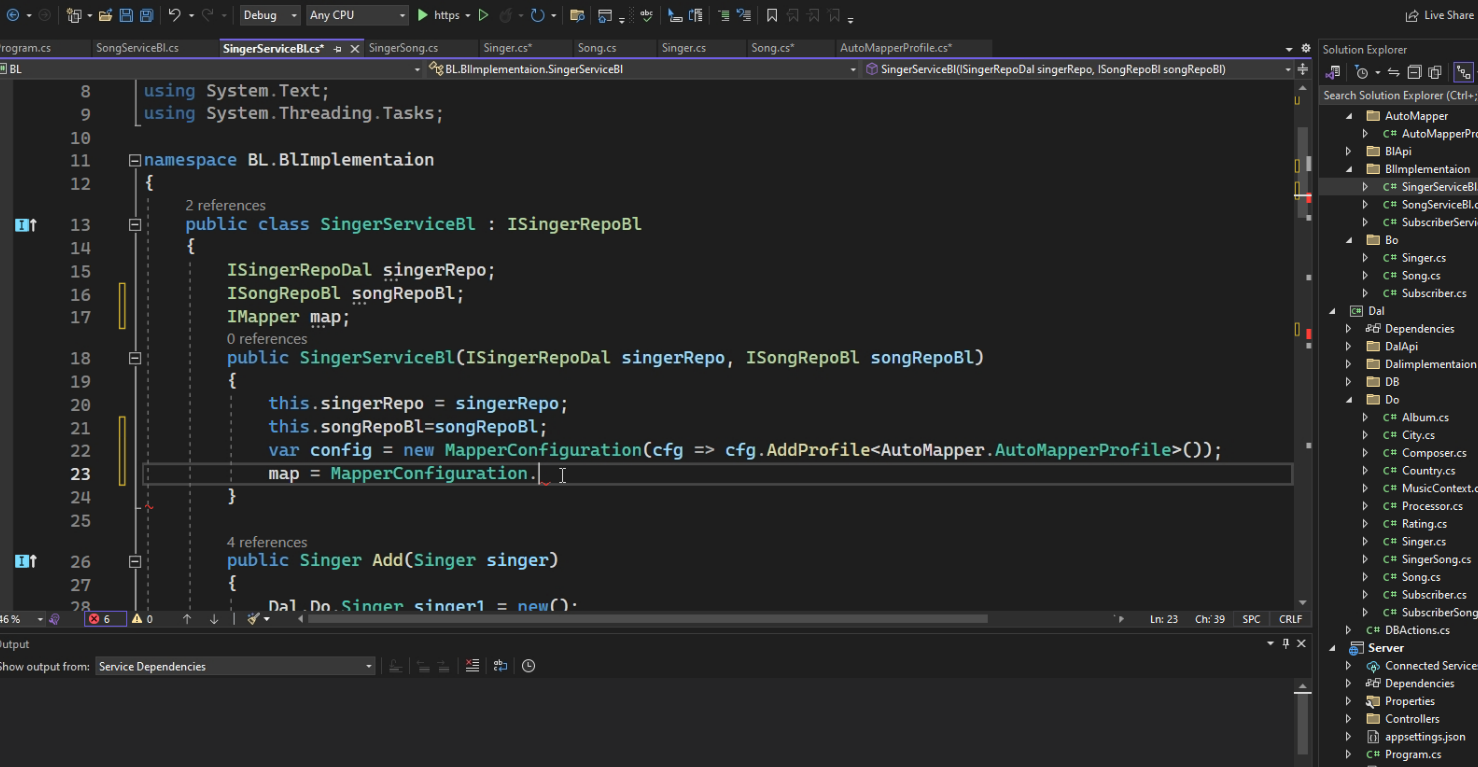 Debug
Any CPU
https
Live Share
rogram.cs
SongServiceBl.cs
SingerServiceBl.cs*
SingerSong.cs
Singer.cs*
Song.cs
Singer.cs
Song.cs*
AutoMapperProfile.cs*
BL
BL.BlImplementaion.SingerServiceBl
SingerServiceBl(ISingerRepoDal singerRepo, ISongRepoBl songRepoBl)
8 using System.Text;
9 using System.Threading.Tasks;
10
11 namespace BL.BlImplementaion
12 {
2 references
13 public class SingerServiceBl : ISingerRepoBl
14 {
15 ISingerRepoDal singerRepo;
16 ISongRepoBl songRepoBl;
17 IMapper map;
0 references
18 public SingerServiceBl(ISingerRepoDal singerRepo, ISongRepoBl songRepoBl)
19 {
20 this.singerRepo = singerRepo;
21 this.songRepoBl=songRepoBl;
22 var config = new MapperConfiguration(cfg => cfg.AddProfile<AutoMapper.AutoMapperProfile>());
23 map = MapperConfiguration.
24 }
25
4 references
26 public Singer Add(Singer singer)
27 {
28 Dal.Do.Singer singer1 = new();
46 %
6
0
Ln: 23
Ch: 39
SPC
CRLF
utput
how output from:
Service Dependencies
Solution Explorer
Search Solution Explorer (Ctrl+;
AutoMapper
C# AutoMapperPro
BlApi
BlImplementaion
C# SingerServiceBl.
C# SongServiceBl.c
C# SubscriberServi
Bo
C# Singer.cs
C# Song.cs
C# Subscriber.cs
C# Dal
Dependencies
DalApi
Dalimplementaion
DB
Do
C# Album.cs
C# City.cs
C# Composer.cs
C# Country.cs
C# MusicContext.c
C# Processor.cs
C# Rating.cs
C# Singer.cs
C# SingerSong.cs
C# Song.cs
C# Subscriber.cs
C# SubscriberSong
C# DBActions.cs
Server
Connected Service
Dependencies
Properties
Controllers
appsettings.json
C# Program.cs